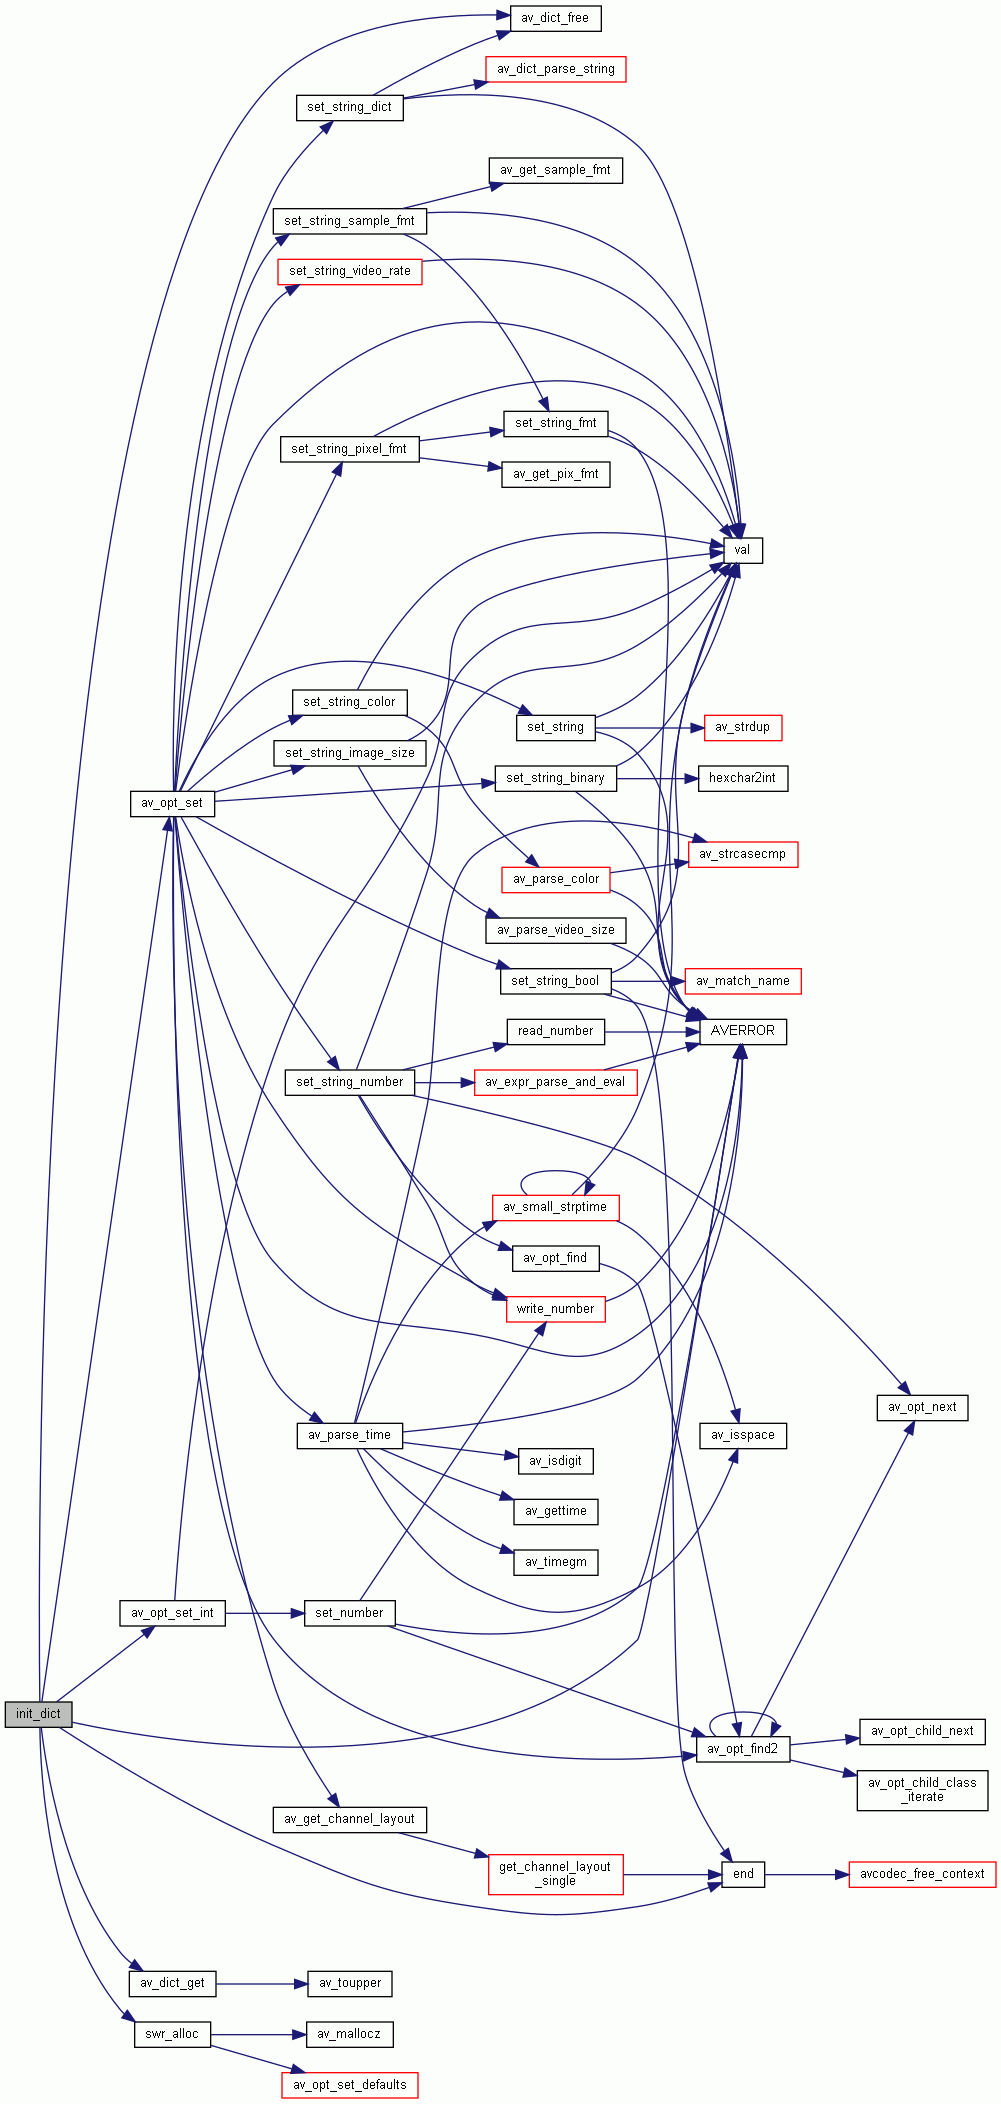 av_dict_free
av_dict_parse_string
set_string_dict
av_get_sample_fmt
set_string_sample_fmt
set_string_video_rate
set_string_fmt
set_string_pixel_fmt
av_get_pix_fmt
val
set_string_color
set_string
av_strdup
set_string_image_size
set_string_binary
hexchar2int
av_opt_set
av_strcasecmp
av_parse_color
av_parse_video_size
set_string_bool
av_match_name
read_number
AVERROR
set_string_number
av_expr_parse_and_eval
av_small_strptime
av_opt_find
write_number
av_opt_next
av_parse_time
av_isspace
av_isdigit
av_gettime
av_timegm
av_opt_set_int
set_number
init_dict
av_opt_find2
av_opt_child_next
av_opt_child_class
_iterate
av_get_channel_layout
get_channel_layout
_single
end
avcodec_free_context
av_dict_get
av_toupper
swr_alloc
av_mallocz
av_opt_set_defaults